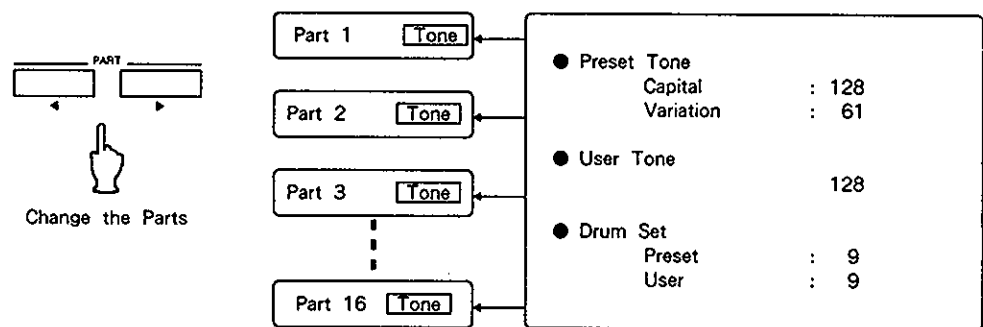 PART
Change the Parts
Part 1 Tone
Part 2 Tone
Part 3 Tone
Part 16 Tone
● Preset Tone
Capital : 128
Variation : 61
● User Tone
128
● Drum Set
Preset : 9
User : 9